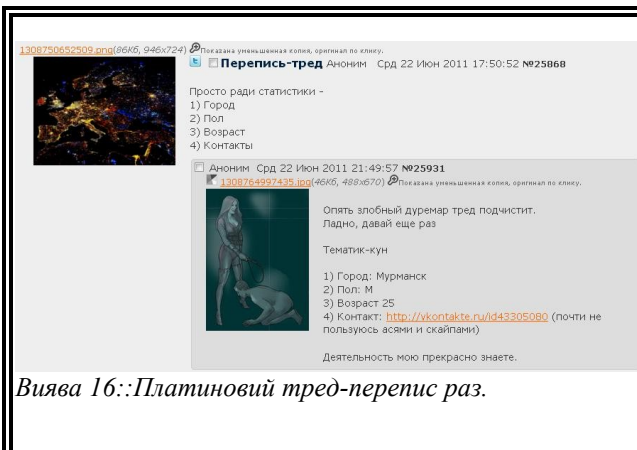 1308750652509.png(86Кб, 946x724) Показана уменьшенная копия, оригинал по клику.
Перепись-тред Аноним Срд 22 Июн 2011 17:50:52 №25868
Просто ради статистики -
1) Город
2) Пол
3) Возраст
4) Контакты
Аноним Срд 22 Июн 2011 21:49:57 №25931
1308764997435.jpg(46Кб, 488x670) Показана уменьшенная копия, оригинал по клику.
Опять злобный дуремар тред подчистит.
Ладно, давай еще раз
Тематик-кун
1) Город: Мурманск
2) Пол: М
3) Возраст 25
4) Контакт: http://vkontakte.ru/id43305080 (почти не
пользуюсь асями и скайпами)
Деятельность мою прекрасно знаете.
Виява 16::Платиновий тред-перепис раз.